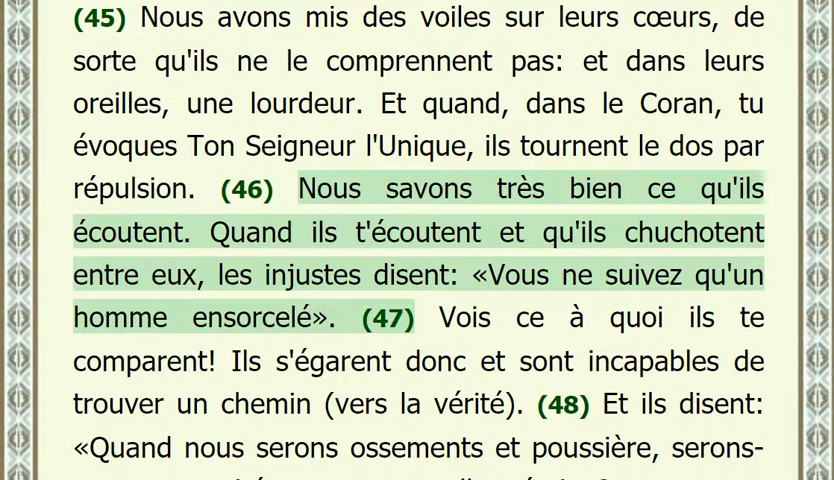 (45) Nous avons mis des voiles sur leurs cœurs, de
sorte qu'ils ne le comprennent pas: et dans leurs
oreilles, une lourdeur. Et quand, dans le Coran, tu
évoques Ton Seigneur l'Unique, ils tournent le dos par
répulsion. (46) Nous savons très bien ce qu'ils
écoutent. Quand ils t'écoutent et qu'ils chuchotent
entre eux, les injustes disent: «Vous ne suivez qu'un
homme ensorcelé». (47) Vois ce à quoi ils te
comparent! Ils s'égarent donc et sont incapables de
trouver un chemin (vers la vérité). (48) Et ils disent:
«Quand nous serons ossements et poussière, serons-